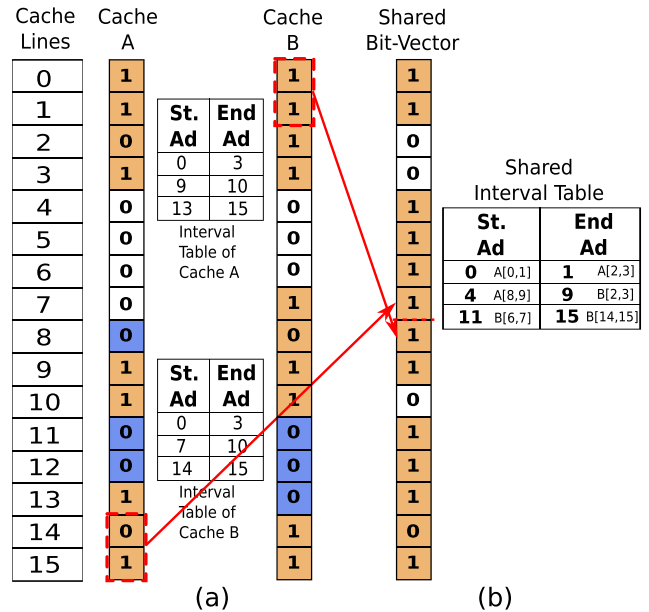 Cache Lines
Cache A
Cache B
Shared Bit-Vector
0 1 1 1
1 1 1 1
2 0 1 0
3 1 1 0
4 0 0 1
5 0 0 1
6 0 0 1
7 0 1 1
8 0 0 1
9 1 1 1
10 1 1 0
11 0 0 1
12 0 0 1
13 1 0 1
14 0 1 0
15 1 1 1
St. Ad End Ad
0 3
9 10
13 15
Interval
Table of
Cache A
St. Ad End Ad
0 3
7 10
14 15
Interval
Table of
Cache B
Shared
Interval Table
St. Ad End Ad
0 A[0,1] 1 A[2,3]
4 A[8,9] 9 B[2,3]
11 B[6,7] 15 B[14,15]
(a) (b)